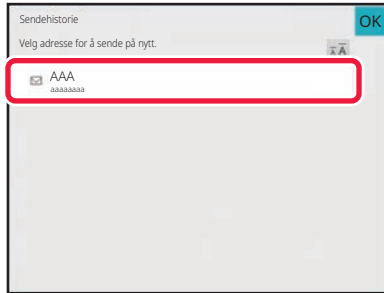 Sendehistorie
OK
Velg adresse for å sende på nytt.
AAA
aaaaaaaa